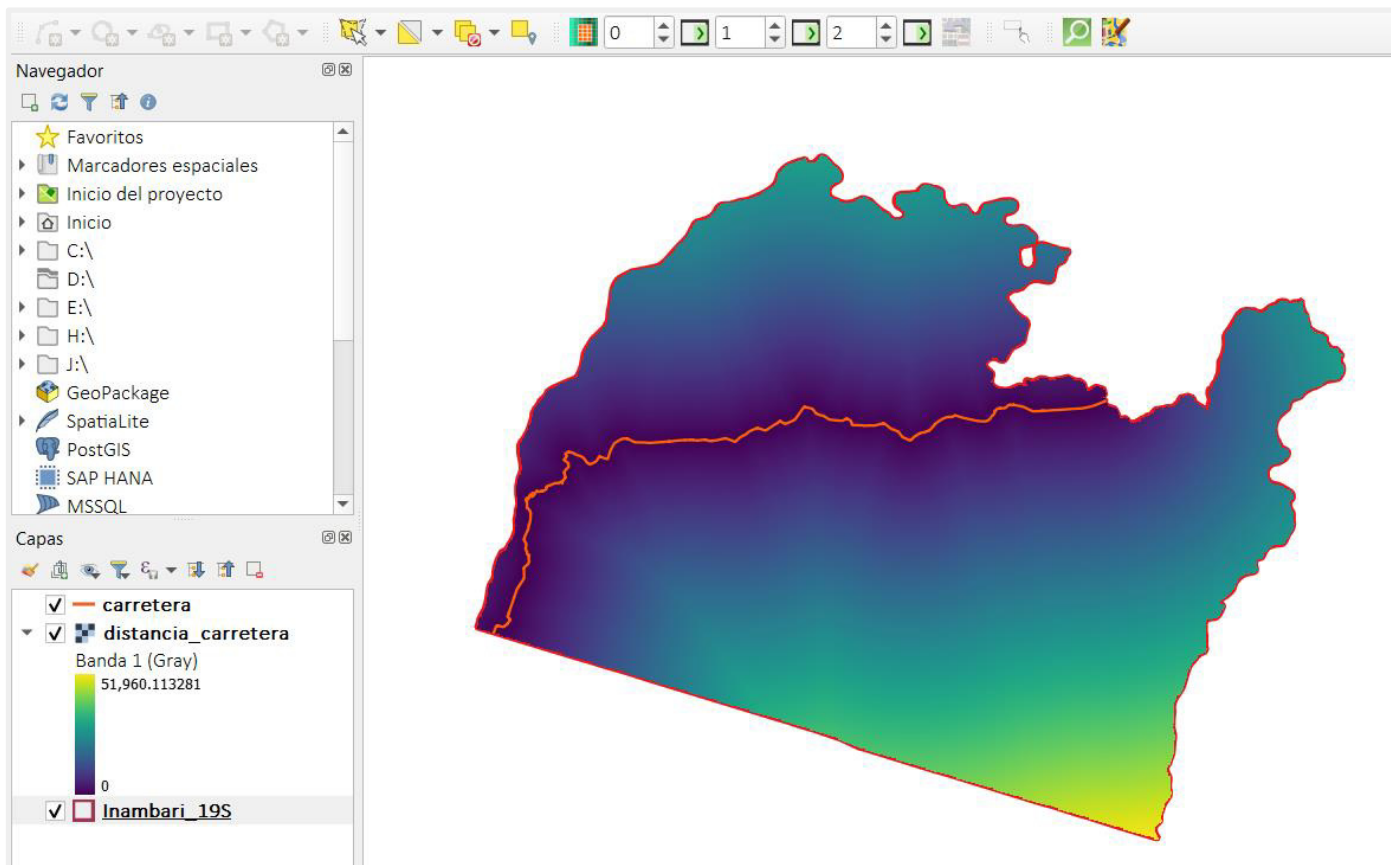 0
1
2
Navegador
Favoritos
Marcadores espaciales
Inicio del proyecto
Inicio
C:\
D:\
E:\
H:\
J:\
GeoPackage
SpatiaLite
PostGIS
SAP HANA
MSSQL
Capas
carretera
distancia_carretera
Banda 1 (Gray)
51,960.113281
0
Inambari_19S